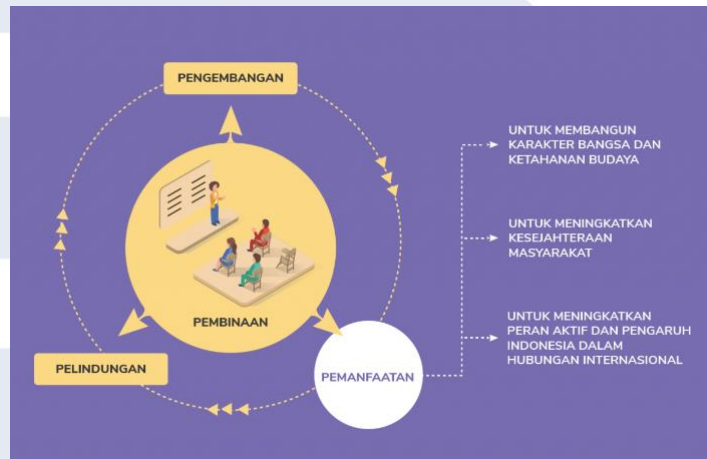 PENGEMBANGAN
PEMBINAAN
PELINDUNGAN
PEMANFAATAN
UNTUK MEMBANGUN
KARAKTER BANGSA DAN
KETAHANAN BUDAYA
UNTUK MENINGKATKAN
KESEJAHTERAAN
MASYARAKAT
UNTUK MENINGKATKAN
PERAN AKTIF DAN PENGARUH
INDONESIA DALAM
HUBUNGAN INTERNASIONAL